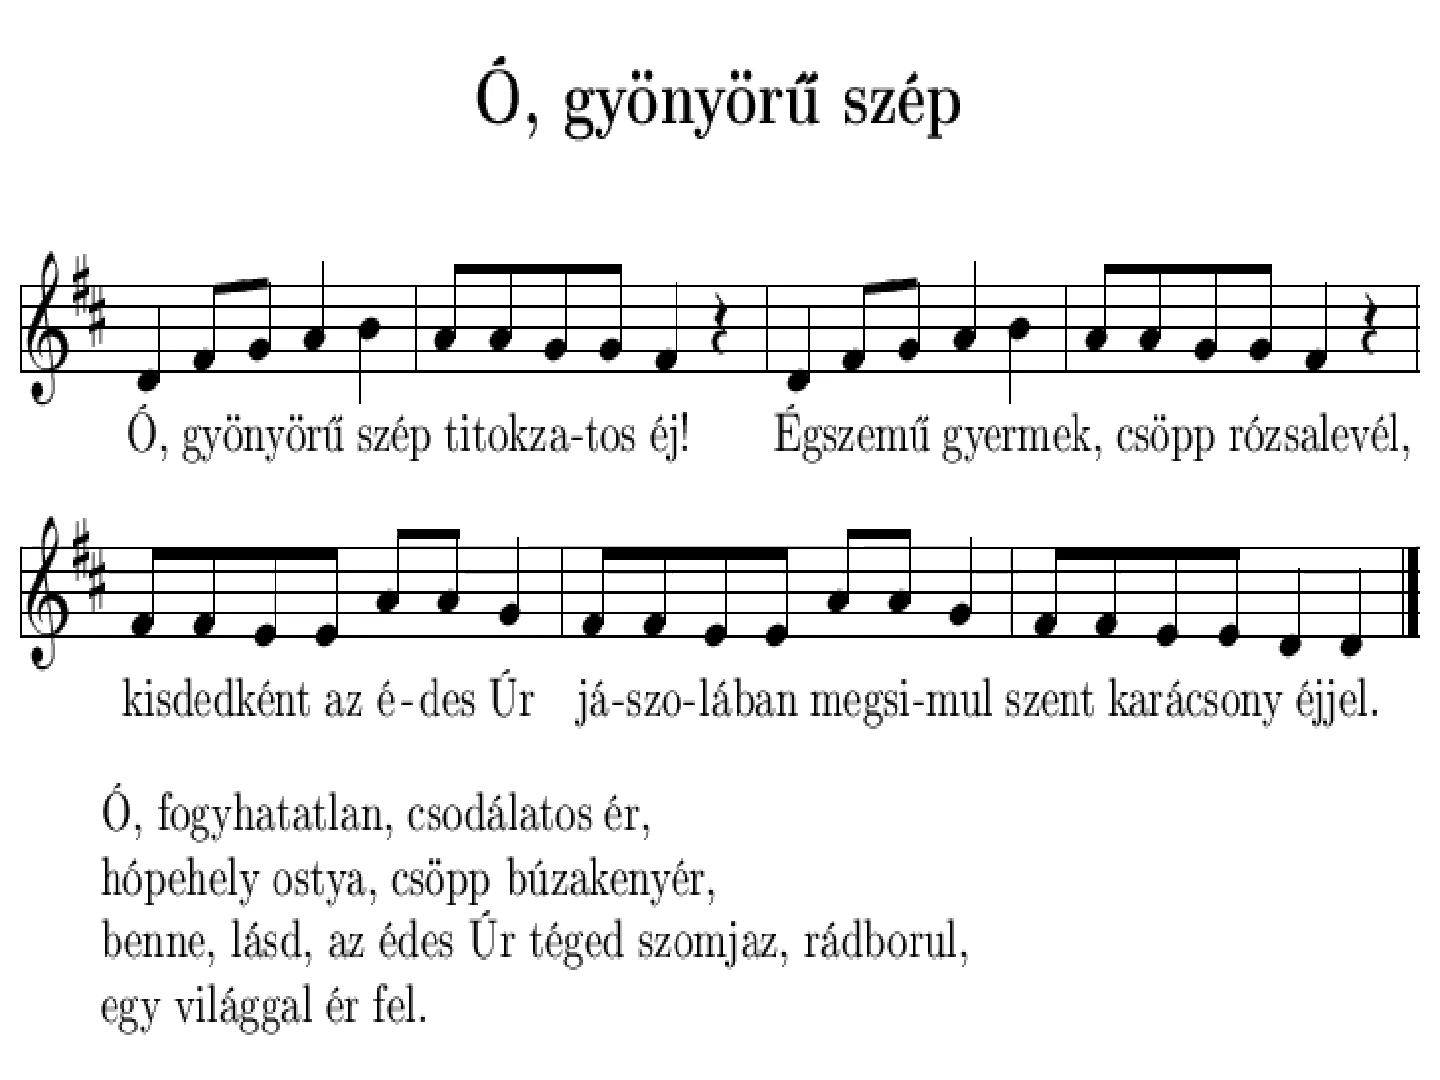 Ó, gyönyörű szép
Ó, gyönyörű szép titokza-tos éj! Égszemű gyermek, csöpp rózsalevél,
kisdedként az é-des Úr já-szo-lában megsi-mul szent karácsony éjjel.
Ó, fogyhatatlan, csodálatos ér,
hópehely ostya, csöpp búzakenyér,
benne, lásd, az édes Úr téged szomjaz, rádborul,
egy világgal ér fel.